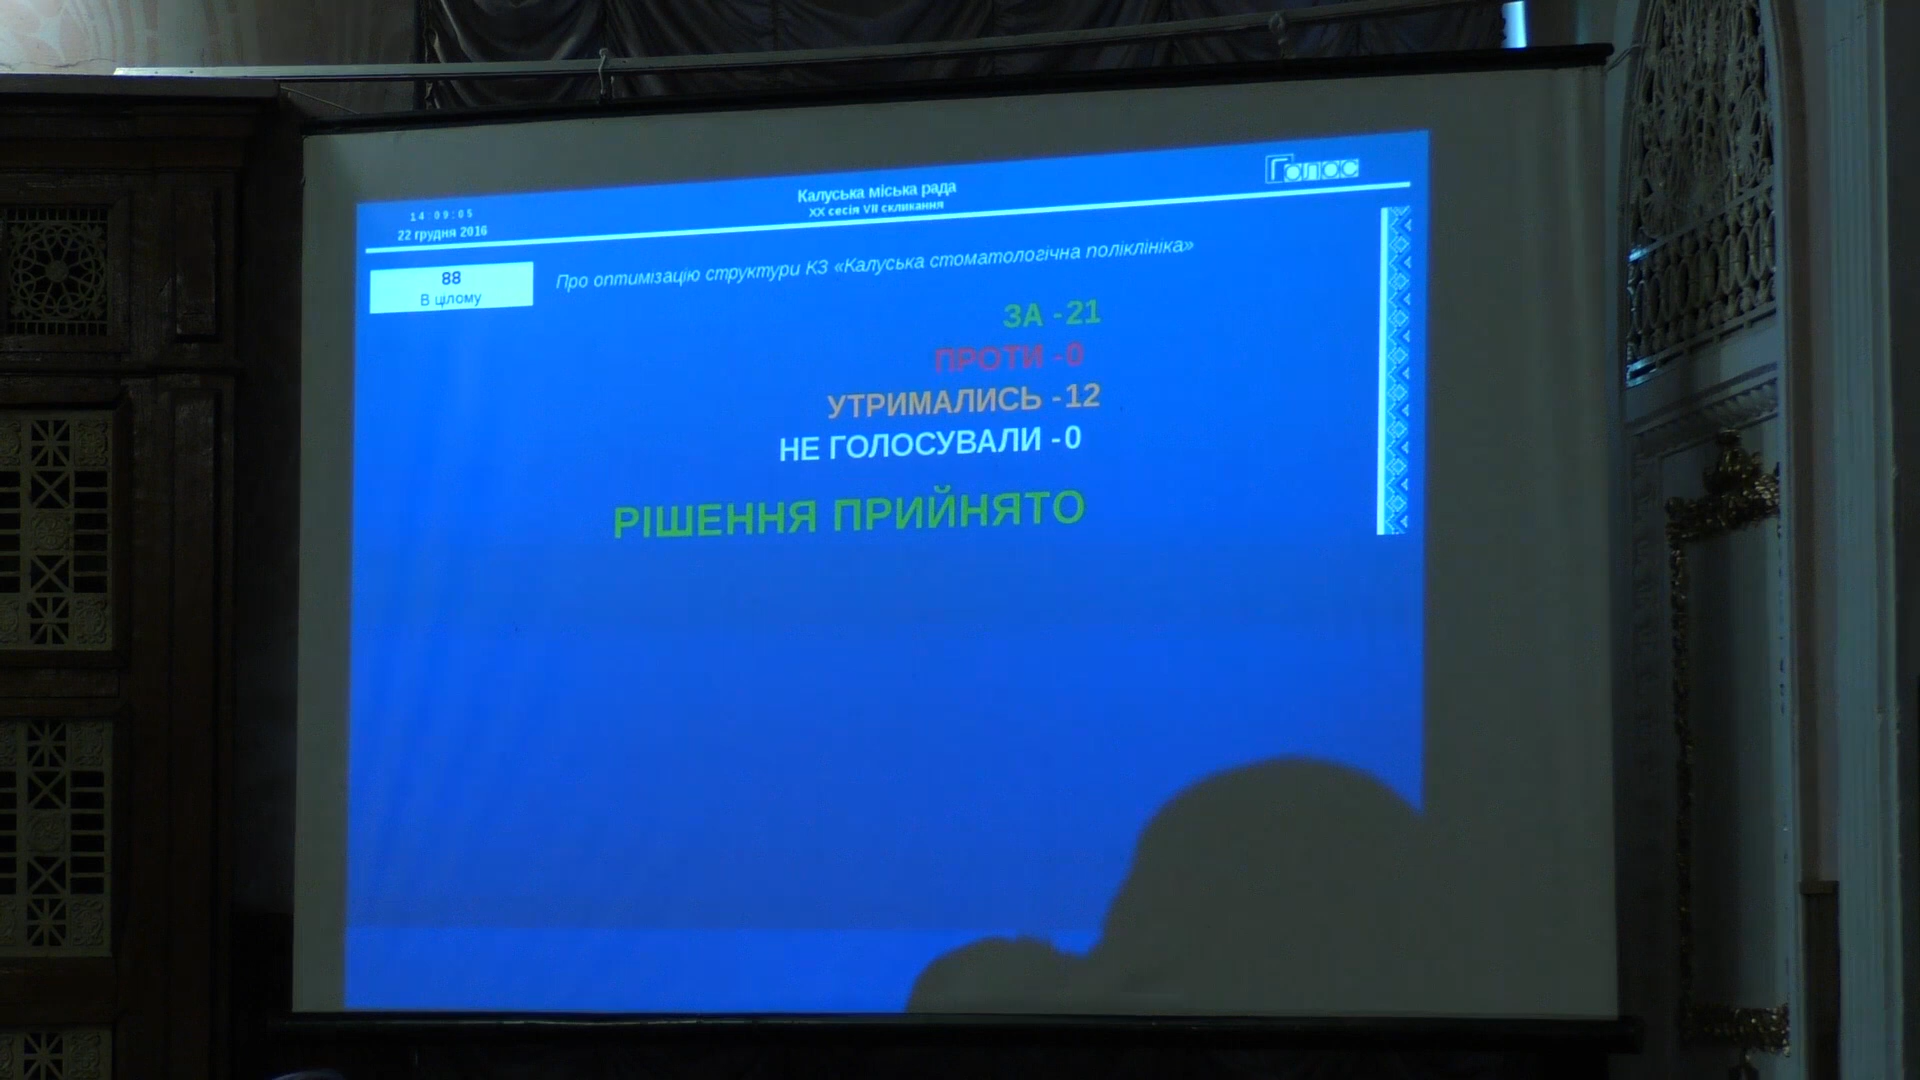 14:09:05
22 грудня 2016
Калуська міська рада
XX сесія VII скликання
Голос
88
В цілому
Про оптимізацію структури КЗ «Калуська стоматологічна поліклініка»
ЗА -21
ПРОТИ -0
УТРИМАЛИСЬ -12
НЕ ГОЛОСУВАЛИ -0
РІШЕННЯ ПРИЙНЯТО